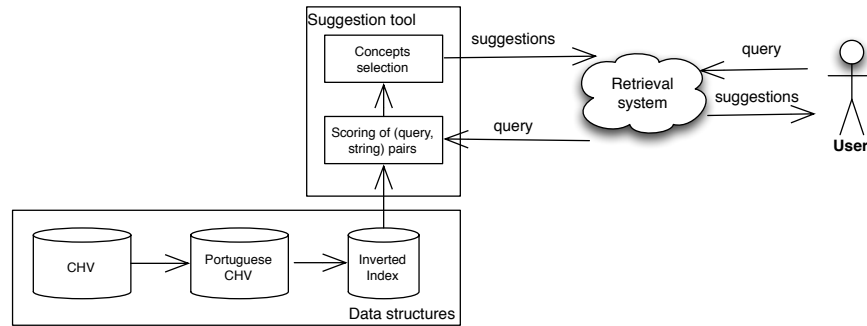 Suggestion tool
Concepts
selection
suggestions
query
Retrieval
system
suggestions
Scoring of (query,
string) pairs
query
User
CHV
Portuguese
CHV
Inverted
Index
Data structures